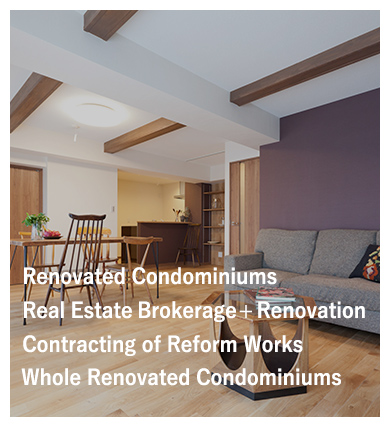 Renovated Condominiums
Real Estate Brokerage+Renovation
Contracting of Reform Works
Whole Renovated Condominiums